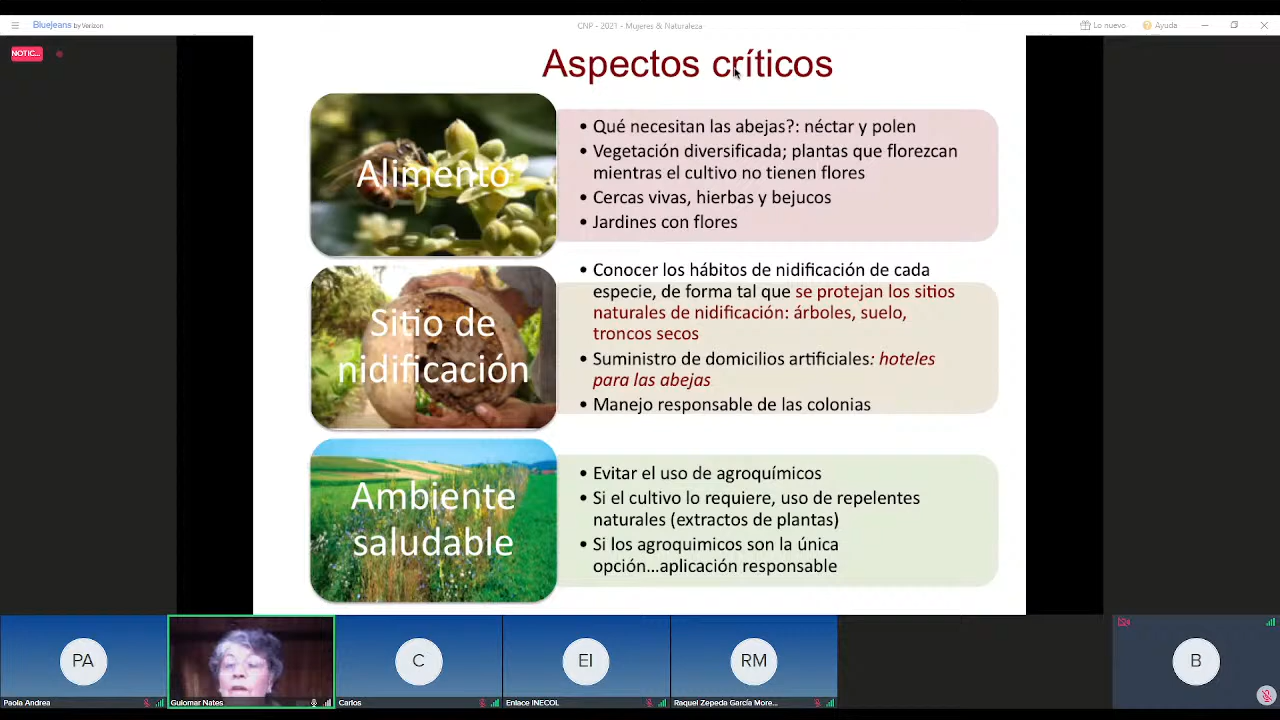 Bluejeans by Verizon
CNP - 2021 - Mujeres & Naturaleza
Lo nuevo
Ayuda
NOTIC...
Aspectos críticos
Alimento
• Qué necesitan las abejas?: néctar y polen
• Vegetación diversificada; plantas que florezcan
mientras el cultivo no tienen flores
• Cercas vivas, hierbas y bejucos
• Jardines con flores
Sitio de
nidificación
• Conocer los hábitos de nidificación de cada
especie, de forma tal que se protejan los sitios
naturales de nidificación: árboles, suelo,
troncos secos
• Suministro de domicilios artificiales: hoteles
para las abejas
• Manejo responsable de las colonias
Ambiente
saludable
• Evitar el uso de agroquímicos
• Si el cultivo lo requiere, uso de repelentes
naturales (extractos de plantas)
• Si los agroquimicos son la única
opción...aplicación responsable
PA
Paola Andrea
Guiomar Nates
C
Carlos
EI
Enlace INECOL
RM
Raquel Zepeda García More...
B